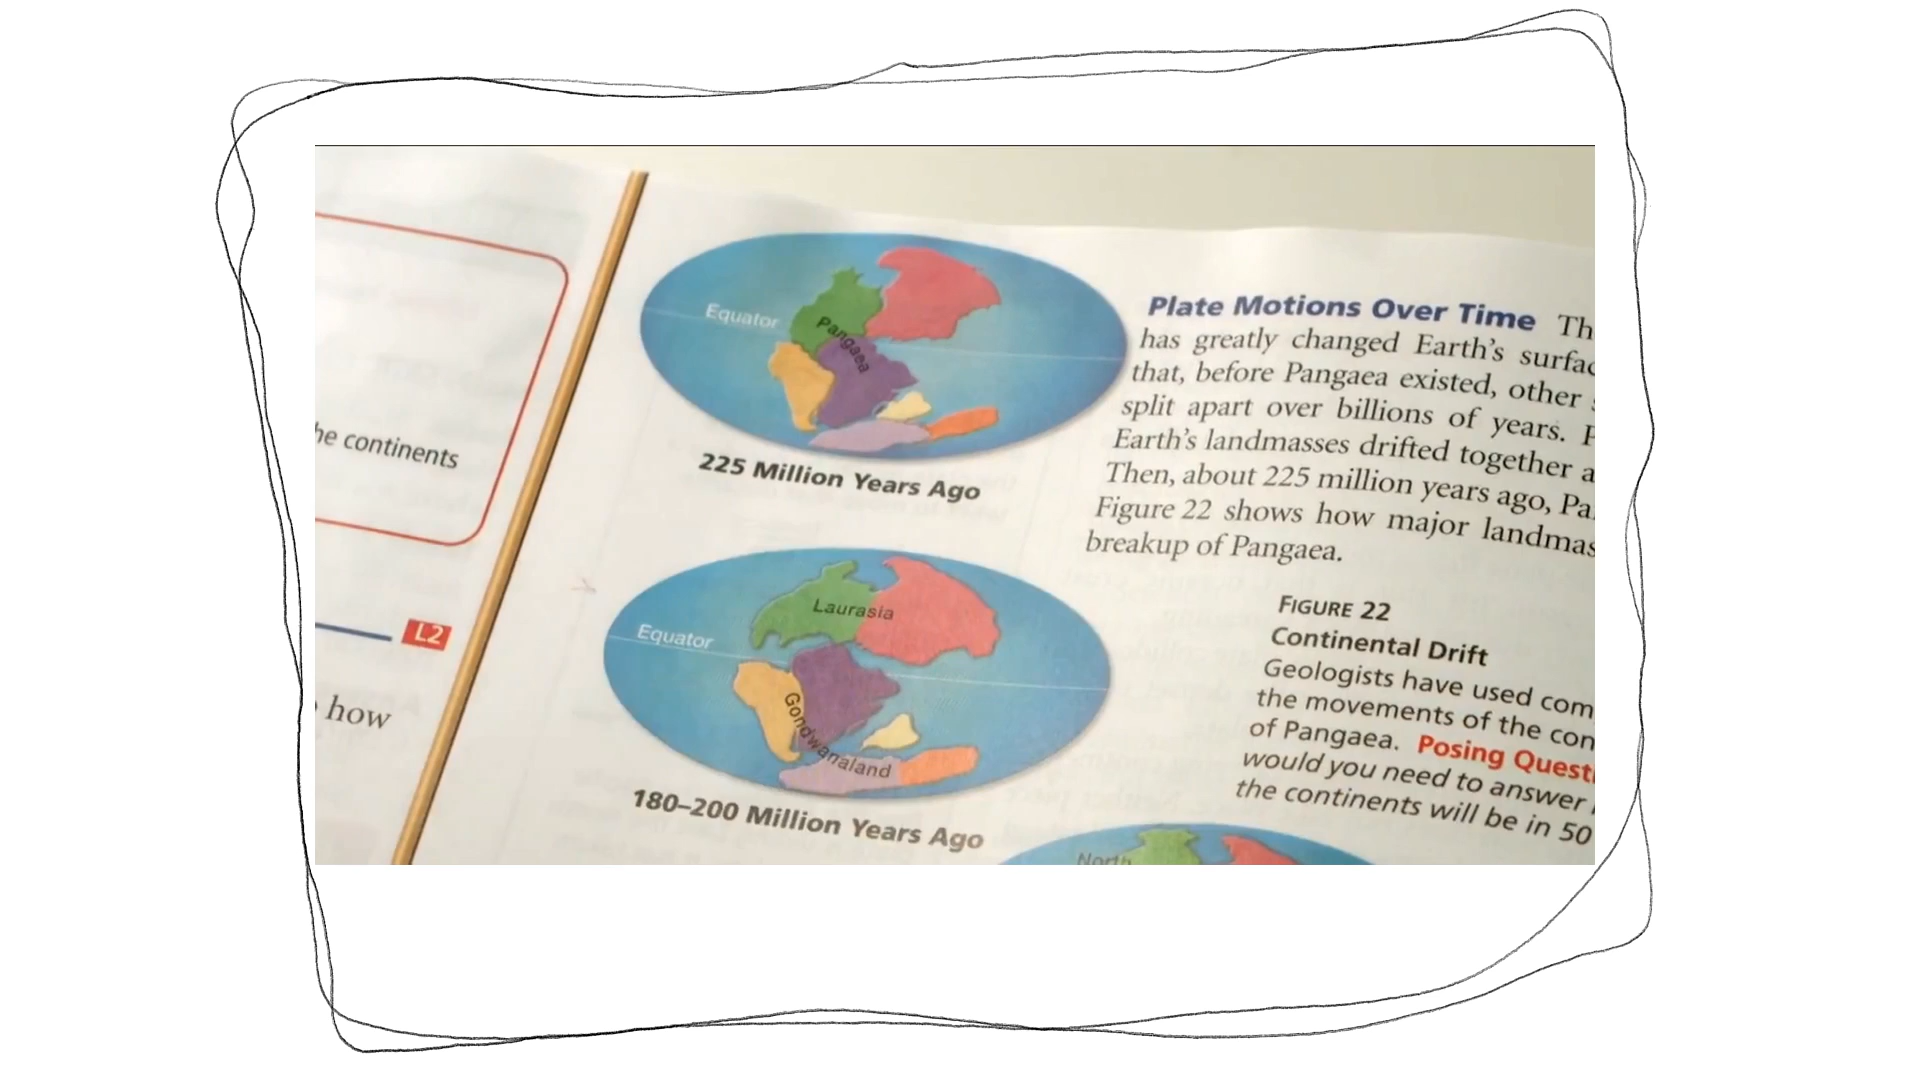 he continents
L2
how
Equator
Pangaea
225 Million Years Ago
Laurasia
Equator
Gondwanaland
180–200 Million Years Ago
North
Plate Motions Over Time Th
has greatly changed Earth's surfac
that, before Pangaea existed, other
split apart over billions of years. P
Earth's landmasses drifted together a
Then, about 225 million years ago, Pa
Figure 22 shows how major landmas
breakup of Pangaea.
FIGURE 22
Continental Drift
Geologists have used com
the movements of the con
of Pangaea. Posing Questi
would you need to answer
the continents will be in 50